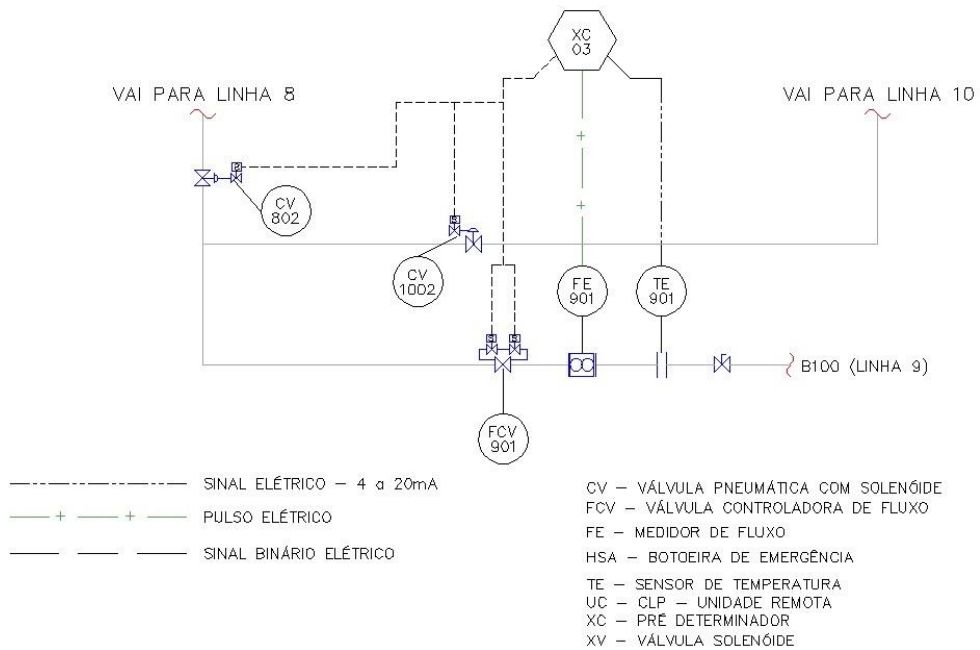 XC
03
VAI PARA LINHA 8
VAI PARA LINHA 10
CV
802
CV
1002
FE
901
TE
901
B100 (LINHA 9)
FCV
901
SINAL ELÉTRICO – 4 a 20mA
PULSO ELÉTRICO
SINAL BINÁRIO ELÉTRICO
CV – VÁLVULA PNEUMÁTICA COM SOLENÓIDE
FCV – VÁLVULA CONTROLADORA DE FLUXO
FE – MEDIDOR DE FLUXO
HSA – BOTOEIRA DE EMERGÊNCIA
TE – SENSOR DE TEMPERATURA
UC – CLP – UNIDADE REMOTA
XC – PRÉ DETERMINADOR
XV – VÁLVULA SOLENÓIDE